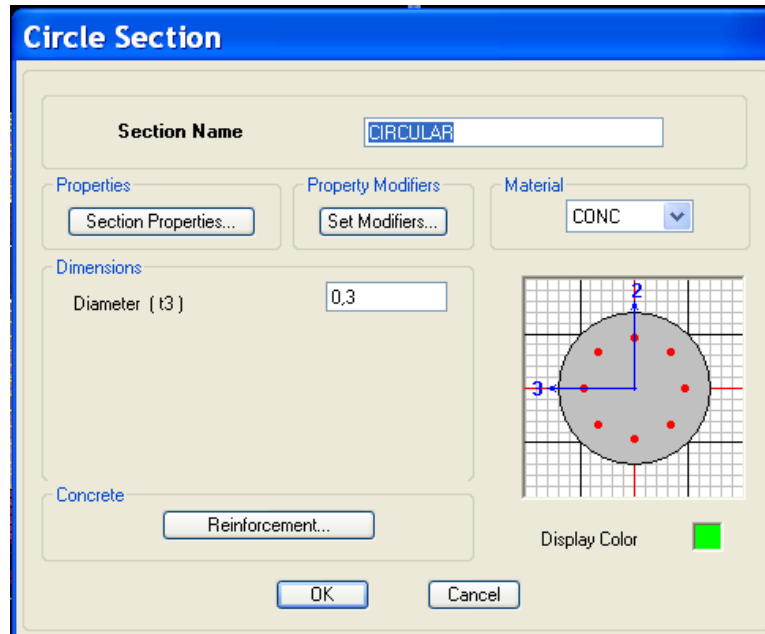 Circle Section
Section Name
CIRCULAR
Properties
Section Properties...
Property Modifiers
Set Modifiers...
Material
CONC
Dimensions
Diameter ( t3 )
0,3
2
3
Concrete
Reinforcement...
Display Color
OK
Cancel